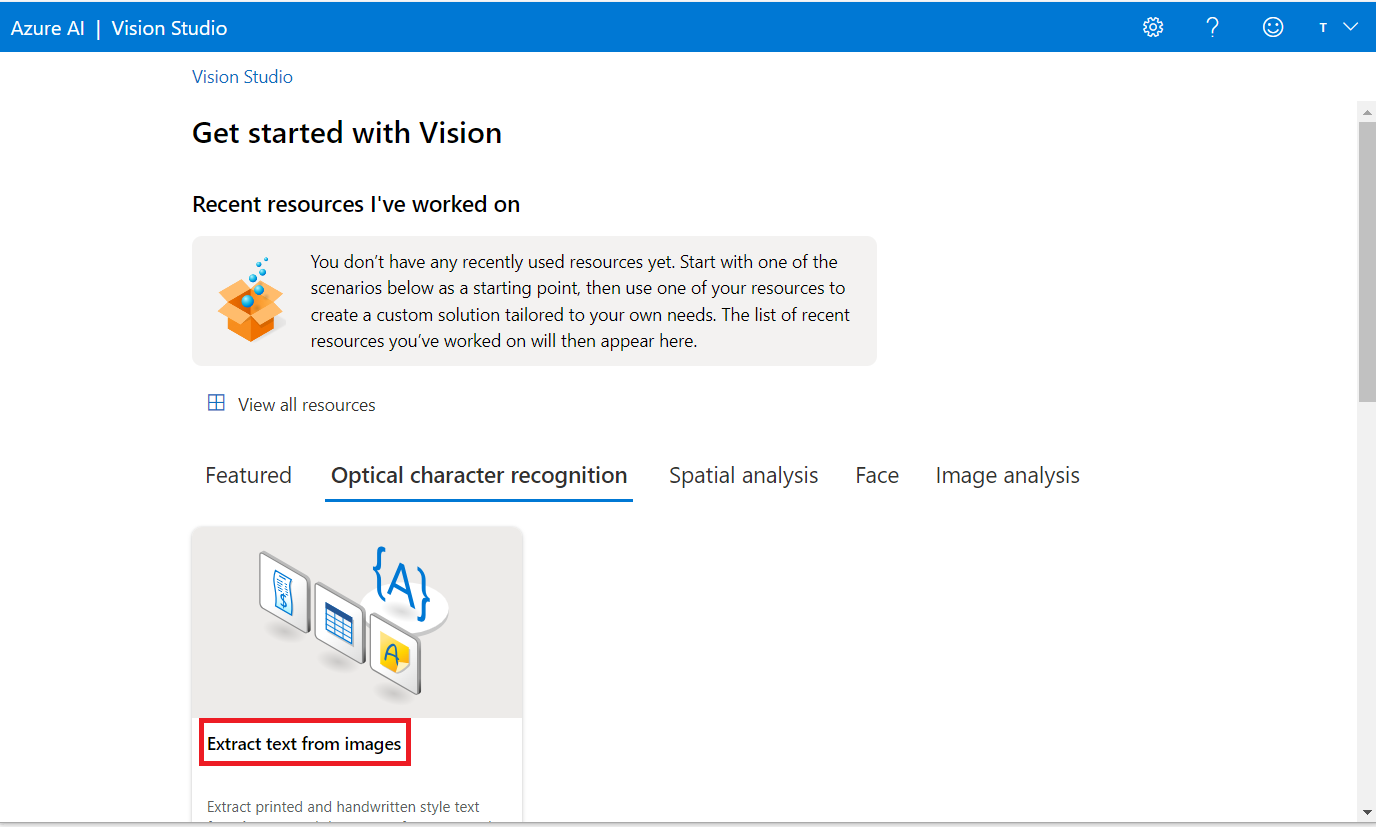 Azure AI | Vision Studio
T
Vision Studio
Get started with Vision
Recent resources I've worked on
You don’t have any recently used resources yet. Start with one of the
scenarios below as a starting point, then use one of your resources to
create a custom solution tailored to your own needs. The list of recent
resources you’ve worked on will then appear here.
View all resources
Featured Optical character recognition Spatial analysis Face Image analysis
{A}
$
A
Extract text from images
Extract printed and handwritten style text